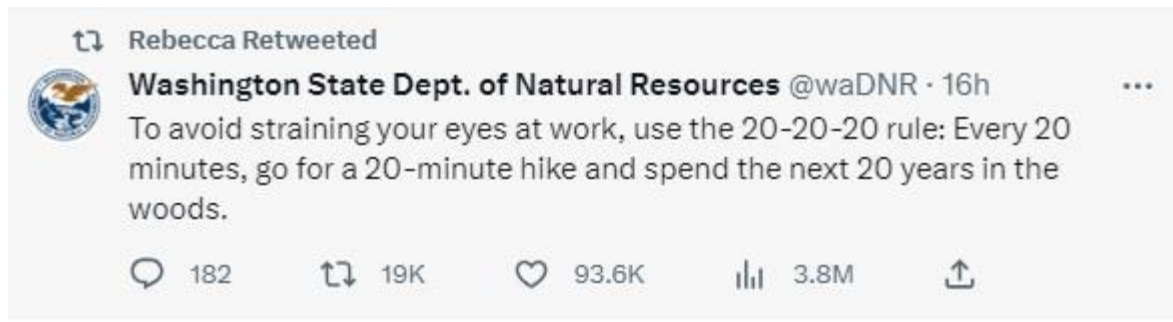 Rebecca Retweeted
Washington State Dept. of Natural Resources @waDNR · 16h
To avoid straining your eyes at work, use the 20-20-20 rule: Every 20
minutes, go for a 20-minute hike and spend the next 20 years in the
woods.
182 19K 93.6K 3.8M